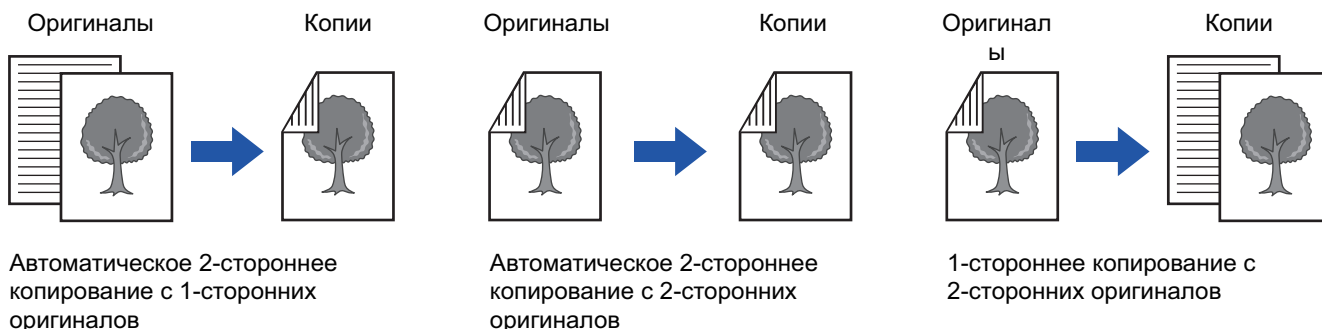 Оригиналы
Копии
Оригиналы
Копии
Оригинал
ы
Копии
Автоматическое 2-стороннее
копирование с 1-сторонних
оригиналов
Автоматическое 2-стороннее
копирование с 2-сторонних
оригиналов
1-стороннее копирование с
2-сторонних оригиналов